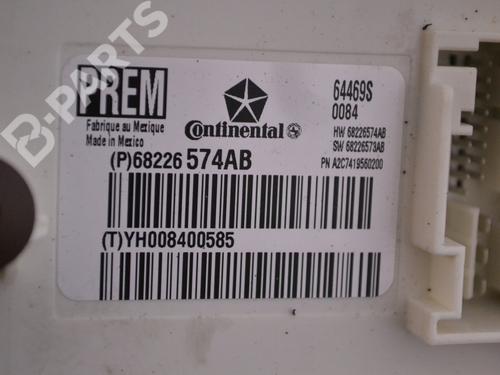 B-PARTS
PREM
Fabrique au Mexique
Made in Mexico
Continental
64469S
0084
HW 68226574AB
SW 68226573AB
PN A2C7419560200
(P)68226 574AB
(T)YH008400585